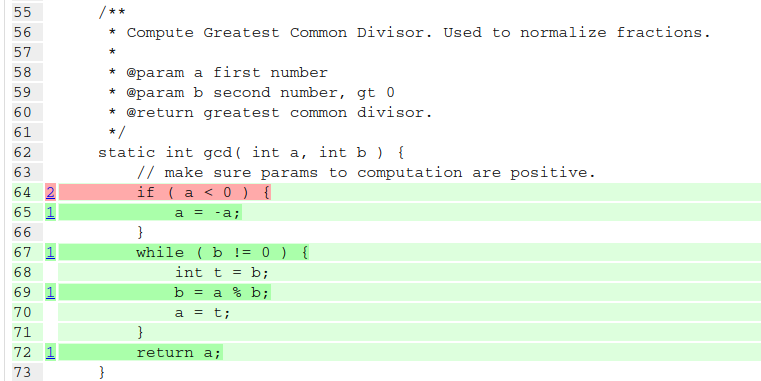 55 /**
56 * Compute Greatest Common Divisor. Used to normalize fractions.
57 *
58 * @param a first number
59 * @param b second number, gt 0
60 * @return greatest common divisor.
61 */
62 static int gcd( int a, int b ) {
63 // make sure params to computation are positive.
64 2 if ( a < 0 ) {
65 1 a = -a;
66 }
67 1 while ( b != 0 ) {
68 int t = b;
69 1 b = a % b;
70 a = t;
71 }
72 1 return a;
73 }